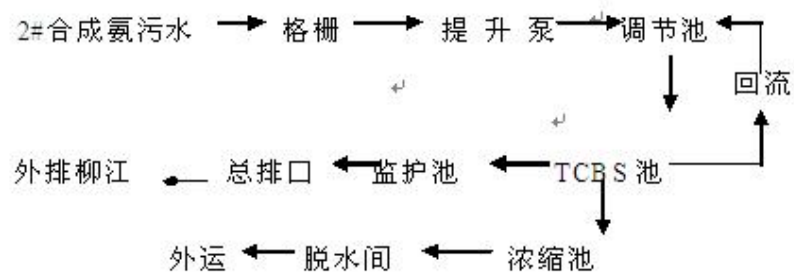 2#合成氨污水 格栅 提升泵 调节池
回流
外排柳江 总排口 监护池 TCBS池
外运 脱水间 浓缩池